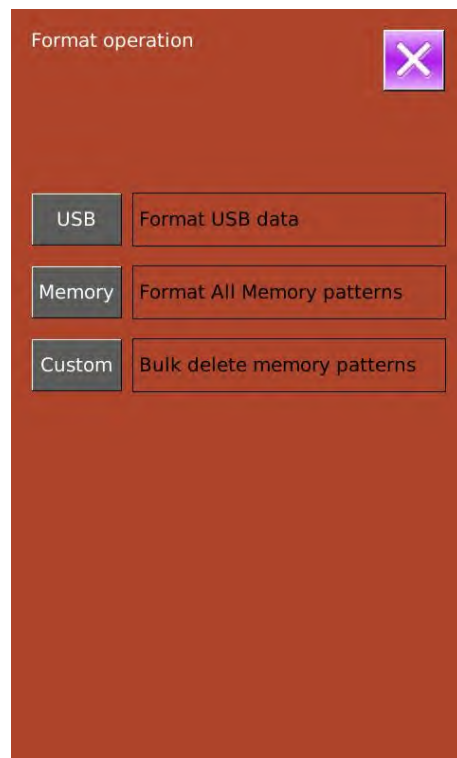 Format operation
USB
Format USB data
Memory
Format All Memory patterns
Custom
Bulk delete memory patterns